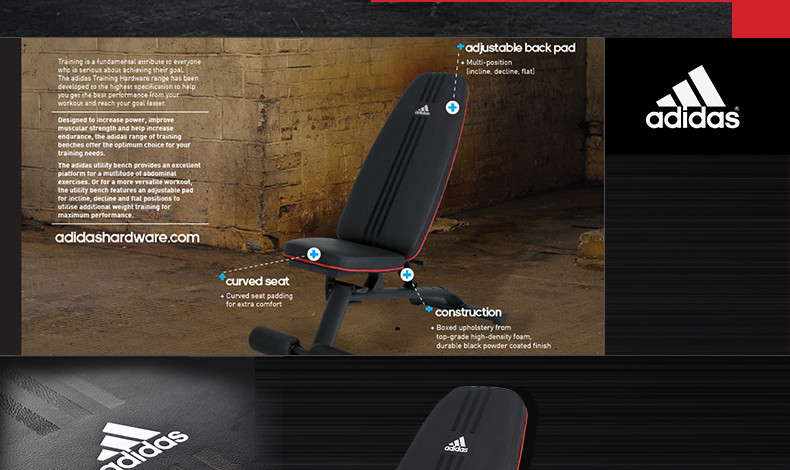 Training is a fundamental attribute to everyone
who is serious about achieving their goal.
The adidas Training Hardware range has been
developed to the highest specification to help
you get the best performance from your
workout and reach your goal faster.
Designed to increase power, improve
muscular strength and help increase
endurance, the adidas range of training
benches offer the optimum choice for your
training needs.
The adidas utility bench provides an excellent
platform for a multitude of abdominal
exercises. Or for a more versatile workout,
the utility bench features an adjustable pad
for incline, decline and flat positions to
utilise additional weight training for
maximum performance.
adidashardware.com
adjustable back pad
+ Multi-position
(incline, decline, flat)
adidas
curved seat
+ Curved seat padding
for extra comfort
construction
+ Boxed upholstery from
top-grade high-density foam,
durable black powder coated finish
adidas®
adidas
adidas